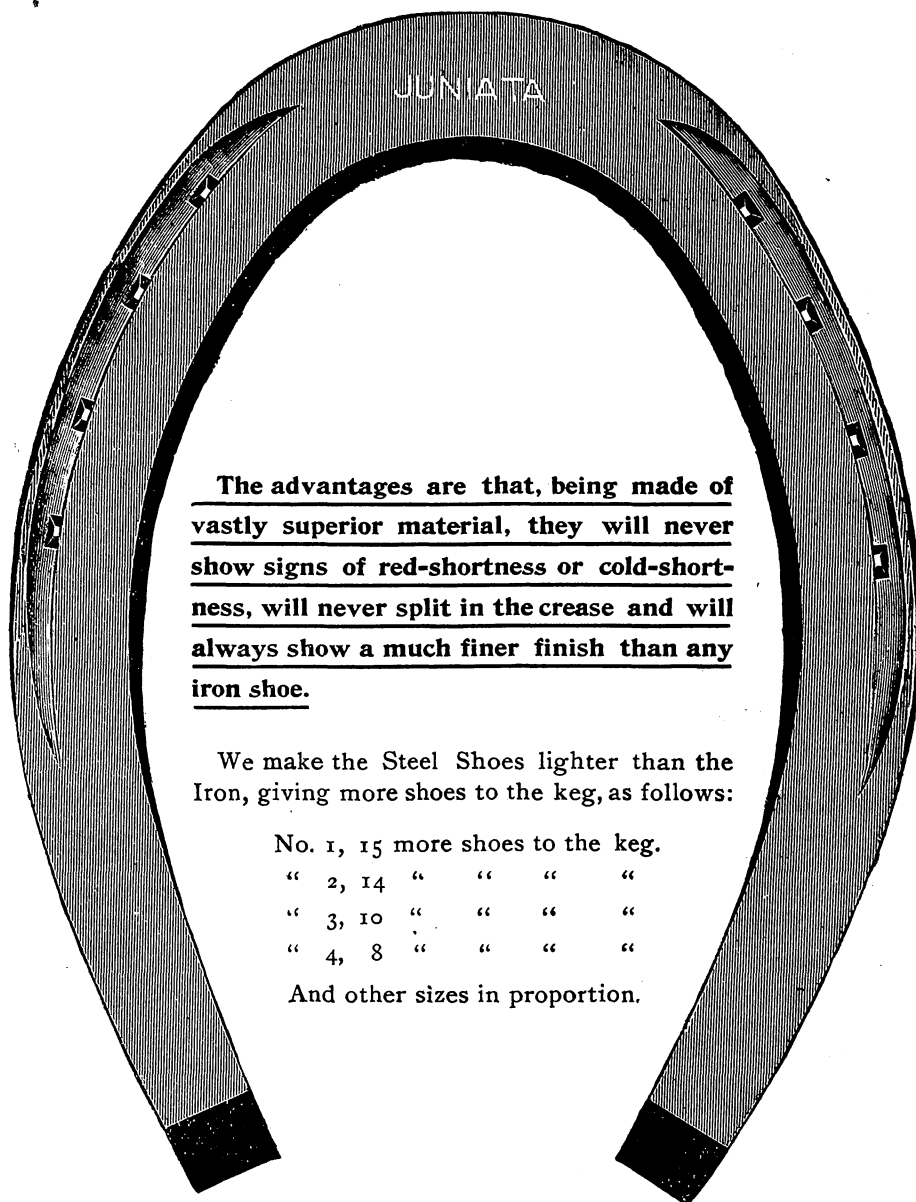 JUNIATA
The advantages are that, being made of
vastly superior material, they will never
show signs of red-shortness or cold-short-
ness, will never split in the crease and will
always show a much finer finish than any
iron shoe.
We make the Steel Shoes lighter than the
Iron, giving more shoes to the keg, as follows:
No. 1, 15 more shoes to the keg.
“ 2, 14 “ “ “ “
“ 3, 10 “ “ “ “
“ 4, 8 “ “ “ “
And other sizes in proportion.